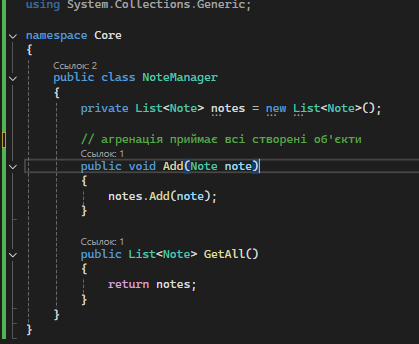 using System.Collections.Generic;
namespace Core
{
Ссылок: 2
public class NoteManager
{
private List<Note> notes = new List<Note>();
// агренація приймає всі створені об'єкти
Ссылок: 1
public void Add(Note note)
{
notes.Add(note);
}
Ссылок: 1
public List<Note> GetAll()
{
return notes;
}
}
}